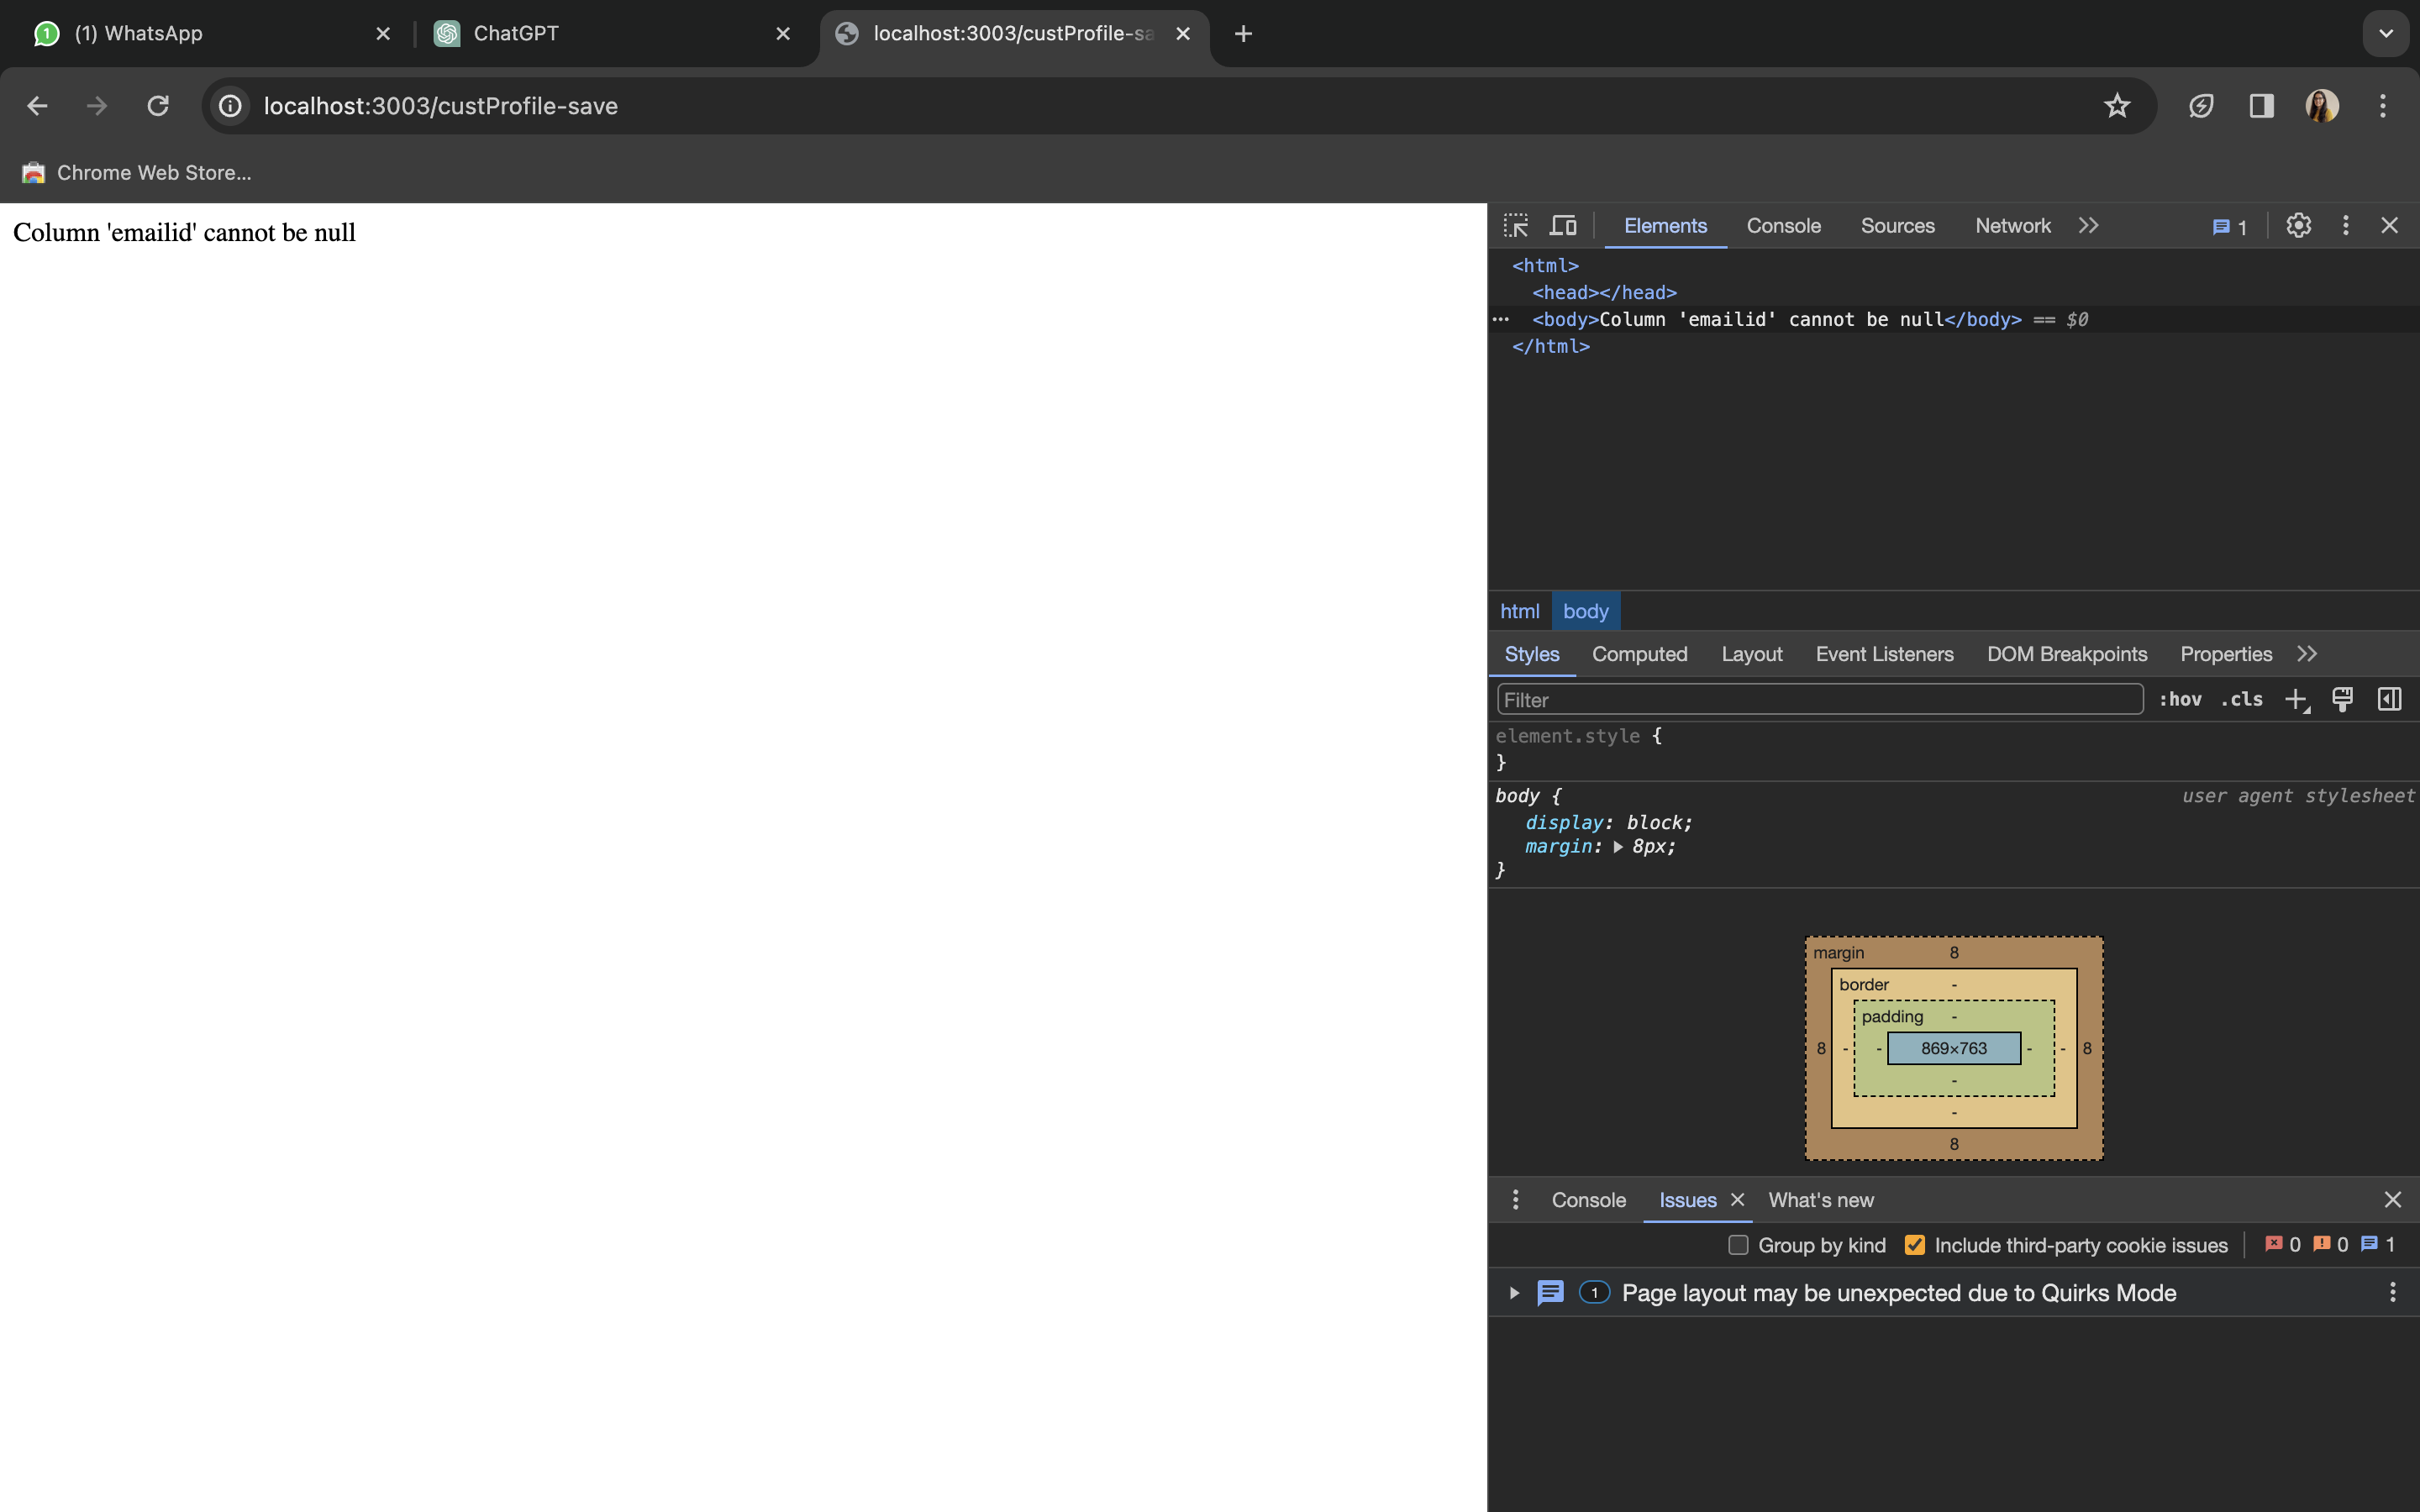 1
(1) WhatsApp
ChatGPT
localhost:3003/custProfile-sa
localhost:3003/custProfile-save
Chrome Web Store...
Column 'emailid' cannot be null
Elements Console Sources Network 1
<html>
<head></head>
<body>Column 'emailid' cannot be null</body> == $0
</html>
html body
Styles Computed Layout Event Listeners DOM Breakpoints Properties
Filter :hov .cls
element.style {
}
body { user agent stylesheet
display: block;
margin: 8px;
}
margin 8
border -
padding -
8 - - 869×763 - - 8
-
-
8
Console Issues What's new
Group by kind Include third-party cookie issues 0 0 1
1 Page layout may be unexpected due to Quirks Mode